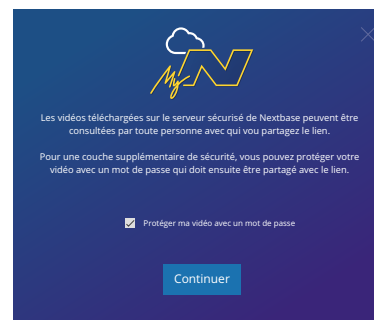 My N
Les vidéos téléchargées sur le serveur sécurisé de Nextbase peuvent être
consultées par toute personne avec qui vou partagez le lien.
Pour une couche supplémentaire de sécurité, vous pouvez protéger votre
vidéo avec un mot de passe qui doit ensuite être partagé avec le lien.
Protéger ma vidéo avec un mot de passe
Continuer